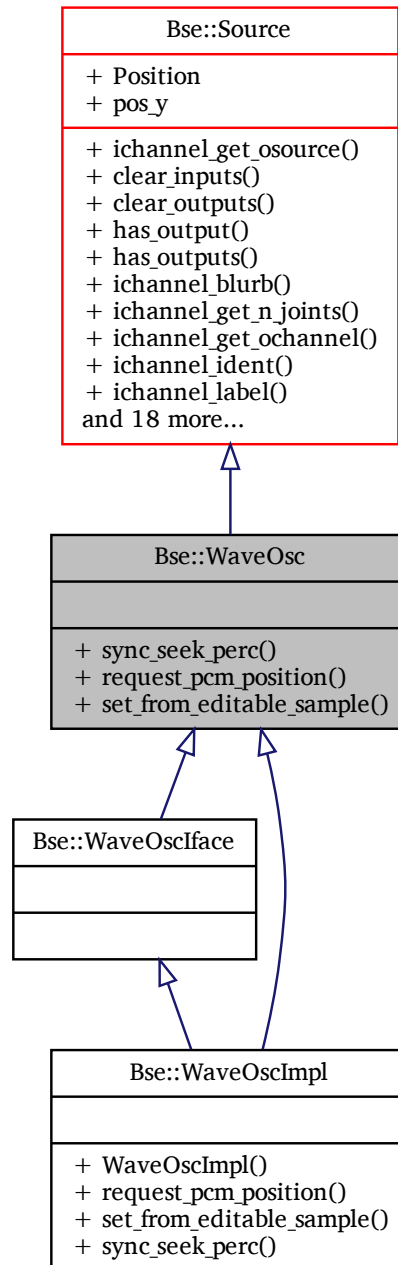 Bse::Source
+ Position
+ pos_y
+ ichannel_get_osource()
+ clear_inputs()
+ clear_outputs()
+ has_output()
+ has_outputs()
+ ichannel_blurb()
+ ichannel_get_n_joints()
+ ichannel_get_ochannel()
+ ichannel_ident()
+ ichannel_label()
and 18 more...
Bse::WaveOsc
+ sync_seek_perc()
+ request_pcm_position()
+ set_from_editable_sample()
Bse::WaveOscIface
Bse::WaveOscImpl
+ WaveOscImpl()
+ request_pcm_position()
+ set_from_editable_sample()
+ sync_seek_perc()